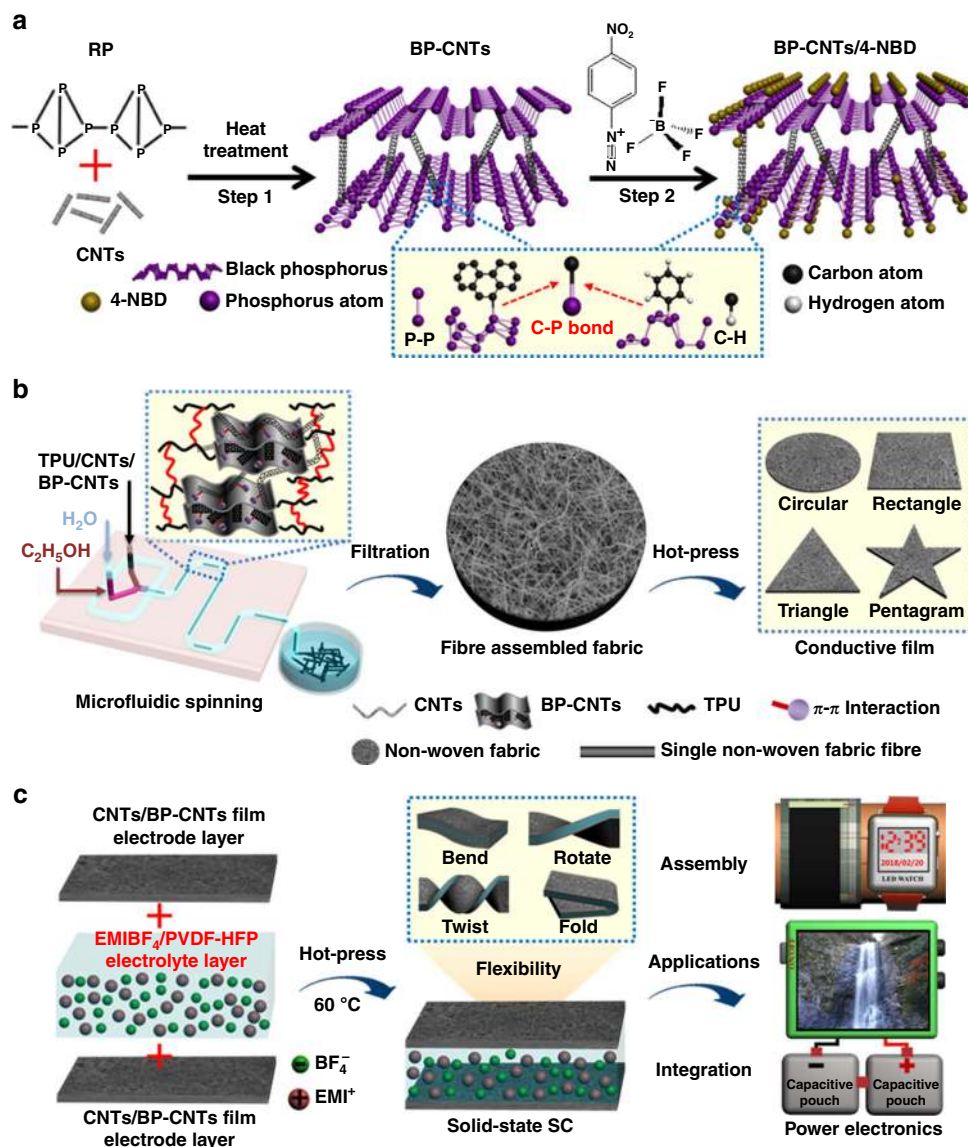 a
RP
BP-CNTs
BP-CNTs/4-NBD
NO₂
P
P
P
P
P
P
P
P
Heat
treatment
Step 1
CNTs
F
B⁻
F
F
F
N⁺
N
Step 2
Black phosphorus
4-NBD
Phosphorus atom
P-P
C-P bond
C-H
Carbon atom
Hydrogen atom
b
TPU/CNTs/
BP-CNTs
H₂O
C₂H₅OH
Microfluidic spinning
Filtration
Fibre assembled fabric
Hot-press
Circular
Rectangle
Triangle
Pentagram
Conductive film
CNTs
BP-CNTs
TPU
π-π Interaction
Non-woven fabric
Single non-woven fabric fibre
c
CNTs/BP-CNTs film
electrode layer
EMIBF₄/PVDF-HFP
electrolyte layer
CNTs/BP-CNTs film
electrode layer
BF₄⁻
EMI⁺
Hot-press
60 °C
Bend
Rotate
Twist
Fold
Flexibility
Solid-state SC
Assembly
Applications
Integration
12:39
2018/02/20
LED WATCH
ON/OFF
Capacitive
pouch
Capacitive
pouch
Power electronics